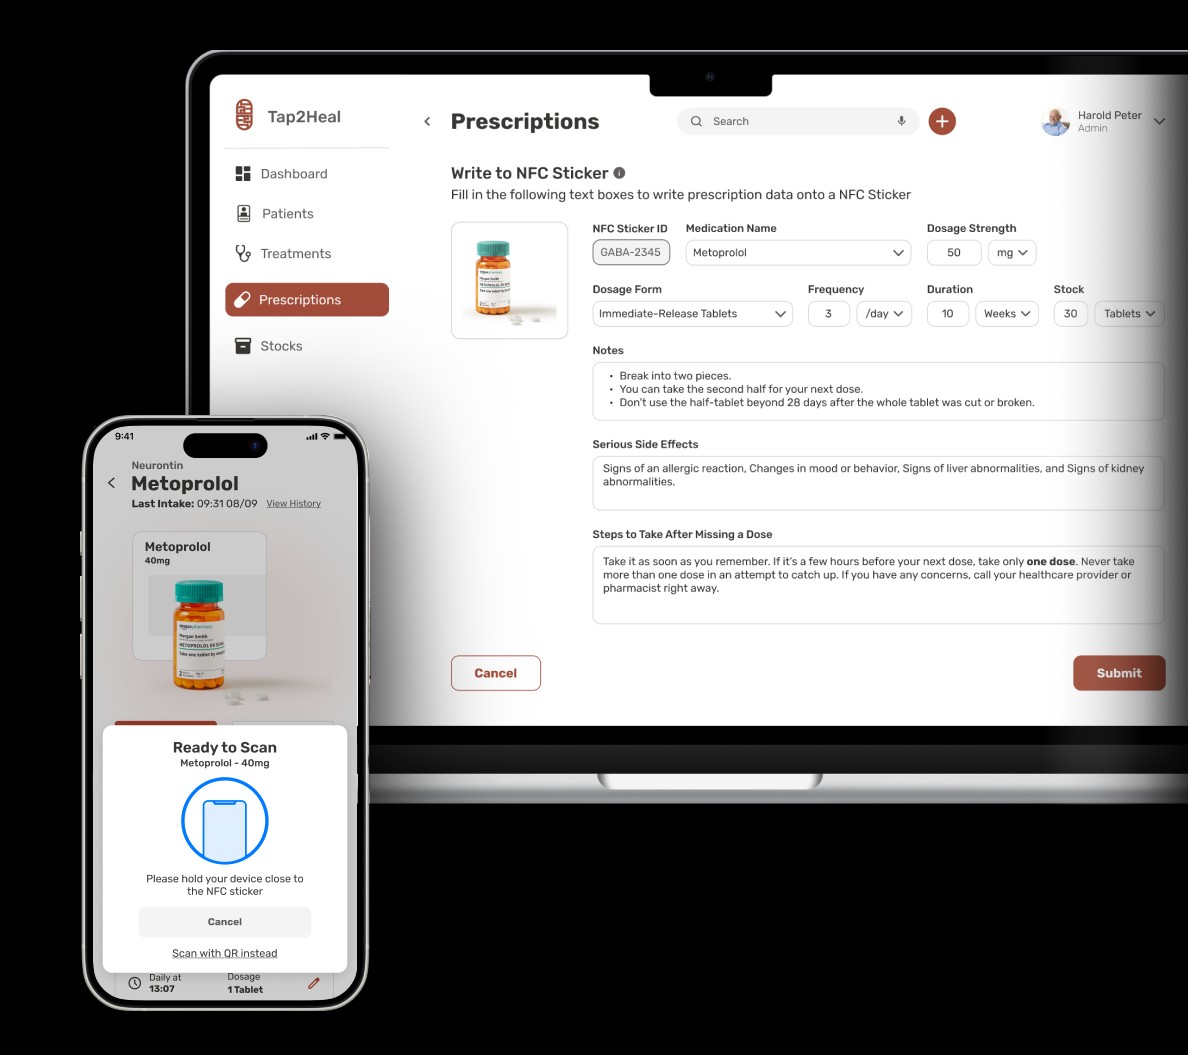 Tap2Heal
Dashboard
Patients
Treatments
Prescriptions
Stocks
Prescriptions
Search
Harold Peter
Admin
Write to NFC Sticker
Fill in the following text boxes to write prescription data onto a NFC Sticker
NFC Sticker ID
GABA-2345
Medication Name
Metoprolol
Dosage Strength
50
mg
Dosage Form
Immediate-Release Tablets
Frequency
3
/day
Duration
10
Weeks
Stock
30
Tablets
Notes
• Break into two pieces.
• You can take the second half for your next dose.
• Don't use the half-tablet beyond 28 days after the whole tablet was cut or broken.
Serious Side Effects
Signs of an allergic reaction, Changes in mood or behavior, Signs of liver abnormalities, and Signs of kidney
abnormalities.
Steps to Take After Missing a Dose
Take it as soon as you remember. If it's a few hours before your next dose, take only one dose. Never take
more than one dose in an attempt to catch up. If you have any concerns, call your healthcare provider or
pharmacist right away.
Cancel
Submit
9:41
Neurontin
Metoprolol
Last Intake: 09:31 08/09 View History
Metoprolol
40mg
Morgan Smith
Take one tablet by
Ready to Scan
Metoprolol - 40mg
Please hold your device close to
the NFC sticker
Cancel
Scan with QR instead
Daily at
13:07
Dosage
1 Tablet